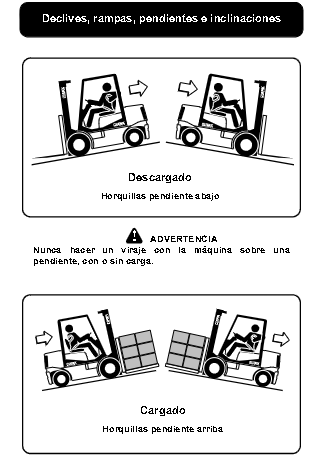 Declives, rampas, pendientes e inclinaciones
Descargado
Horquillas pendiente abajo
ADVERTENCIA
Nunca hacer un viraje con la máquina sobre una
pendiente, con o sin carga.
Cargado
Horquillas pendiente arriba